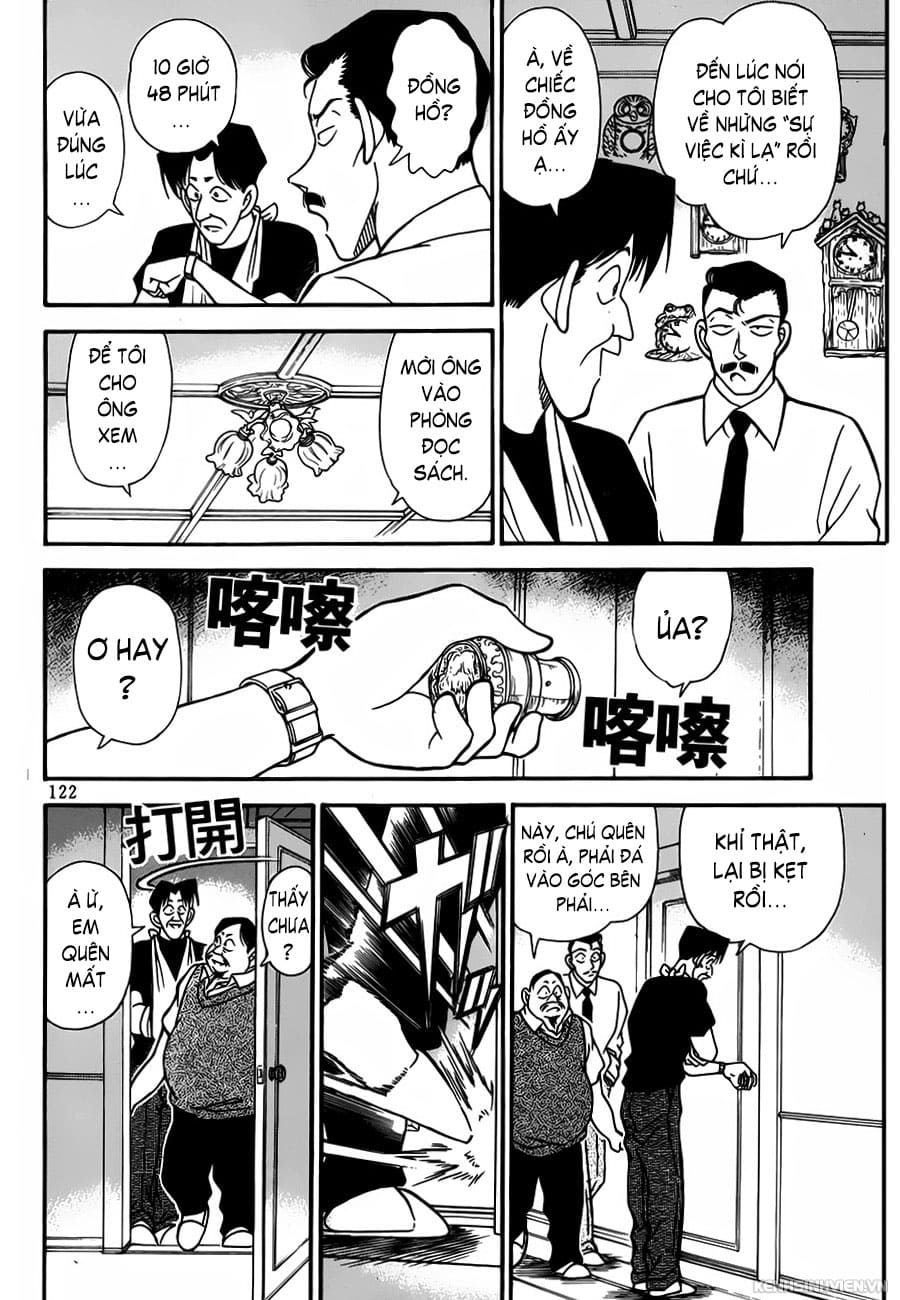 ĐẾN LÚC NÓI
CHO TÔI BIẾT
VỀ NHỮNG "SỰ
VIỆC KÌ LẠ" RỒI
CHỨ...
À, VỀ
CHIẾC
ĐỒNG
HỒ ẤY
Ạ...
ĐỒNG
HỒ?
10 GIỜ
48 PHÚT
...
VỪA
ĐÚNG
LÚC
...
MỜI ÔNG
VÀO
PHÒNG
ĐỌC
SÁCH.
ĐỂ TÔI
CHO
ÔNG
XEM
...
ỦA?
喀嚓
喀嚓
Ơ HAY
?
122
KHỈ THẬT,
LẠI BỊ KẸT
RỒI...
NÀY, CHÚ QUÊN
RỒI À, PHẢI ĐÁ
VÀO GÓC BÊN
PHẢI...
打開
THẤY
CHƯA
?
À Ừ,
EM
QUÊN
MẤT
...
KENHSINHVIEN.VN